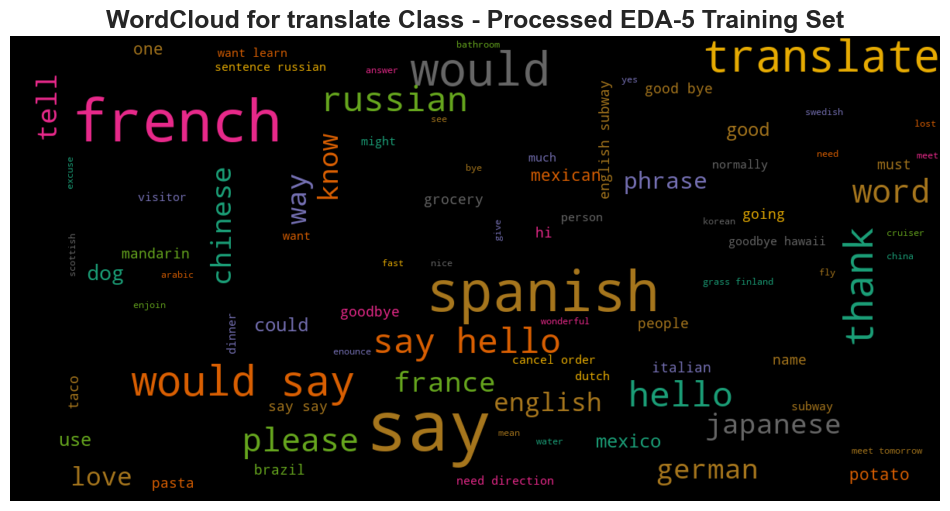 WordCloud for translate Class - Processed EDA-5 Training Set
one
want learn
bathroom
would
translate
sentence russian
answer
yes
good bye
tell
french
russian
english subway
swedish
see
good
lost
know
might
much
need
meet
excuse
bye
mexican
phrase
normally
must
word
visitor
chinese
way
grocery
person
going
korean
give
hi
want
thank
cruiser
scottish
mandarin
goodbye hawaii
china
dog
arabic
fast
nice
spanish
fly
grass finland
enjoin
goodbye
wonderful
people
dinner
could
say hello
enounce
cancel order
name
would say
france
dutch
italian
taco
say say
say
english
hello
subway
use
please
mean
water
mexico
japanese
meet tomorrow
love
pasta
brazil
need direction
german
potato